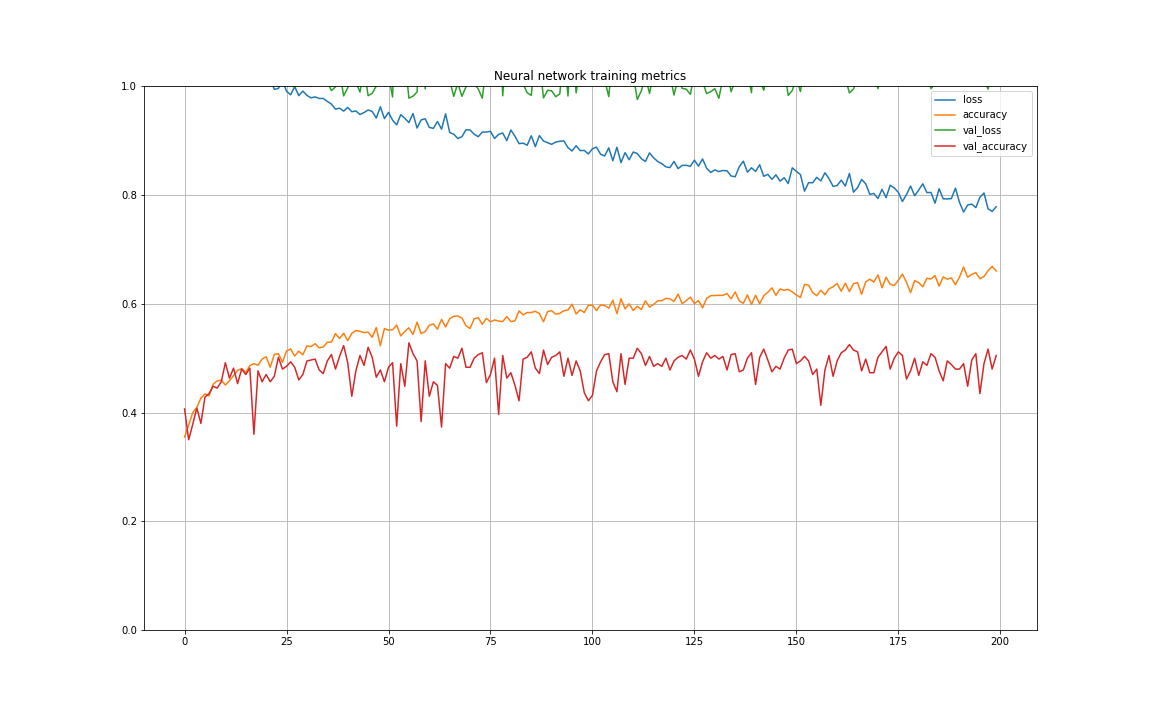 Neural network training metrics
1.0
0.8
0.6
0.4
0.2
0.0
loss
accuracy
val_loss
val_accuracy
0 25 50 75 100 125 150 175 200